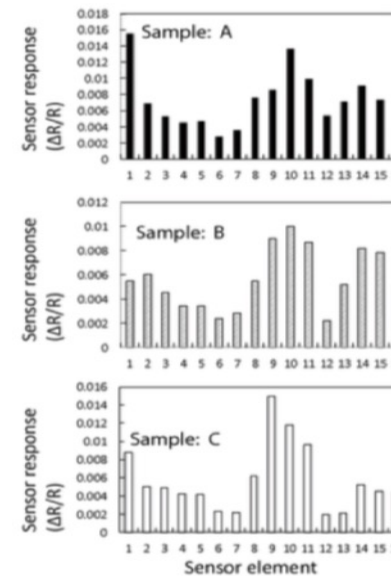 Sensor response
(ΔR/R)
0.018
0.016
0.014
0.012
0.01
0.008
0.006
0.004
0.002
0
Sample: A
1 2 3 4 5 6 7 8 9 10 11 12 13 14 15
Sensor response
(ΔR/R)
0.012
0.01
0.008
0.006
0.004
0.002
0
Sample: B
1 2 3 4 5 6 7 8 9 10 11 12 13 14 15
Sensor response
(ΔR/R)
0.016
0.014
0.012
0.01
0.008
0.006
0.004
0.002
0
Sample: C
1 2 3 4 5 6 7 8 9 10 11 12 13 14 15
Sensor element